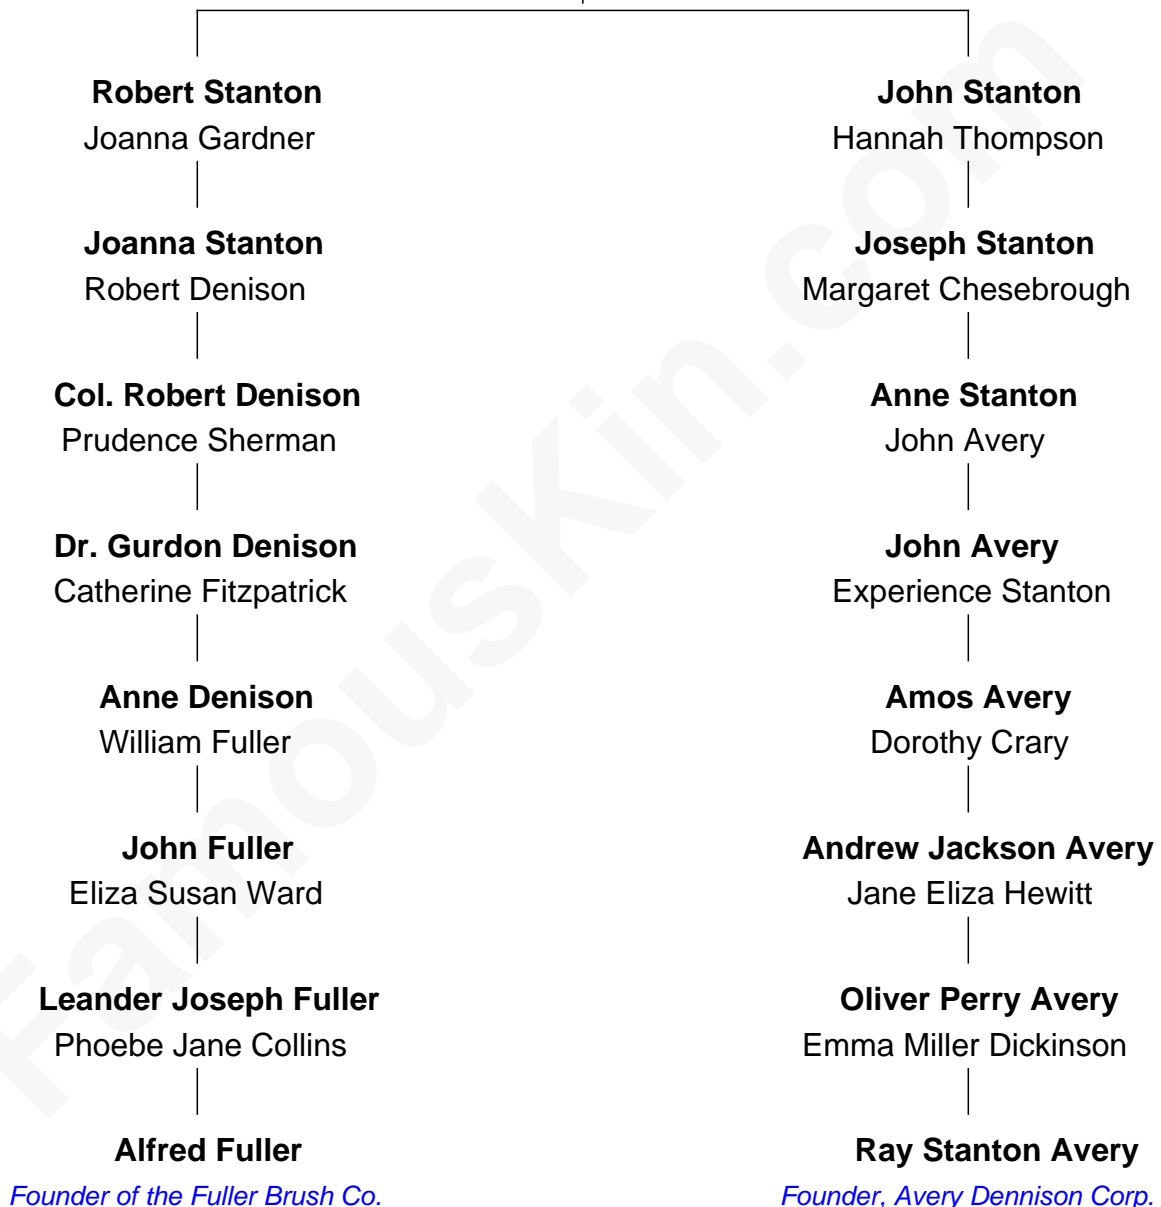 Robert Stanton
Joanna Gardner
John Stanton
Hannah Thompson
Joanna Stanton
Robert Denison
Joseph Stanton
Margaret Chesebrough
Col. Robert Denison
Prudence Sherman
Anne Stanton
John Avery
Dr. Gurdon Denison
Catherine Fitzpatrick
John Avery
Experience Stanton
Anne Denison
William Fuller
Amos Avery
Dorothy Crary
John Fuller
Eliza Susan Ward
Andrew Jackson Avery
Jane Eliza Hewitt
Leander Joseph Fuller
Phoebe Jane Collins
Oliver Perry Avery
Emma Miller Dickinson
Alfred Fuller
Founder of the Fuller Brush Co.
Ray Stanton Avery
Founder, Avery Dennison Corp.
FamousKin.com